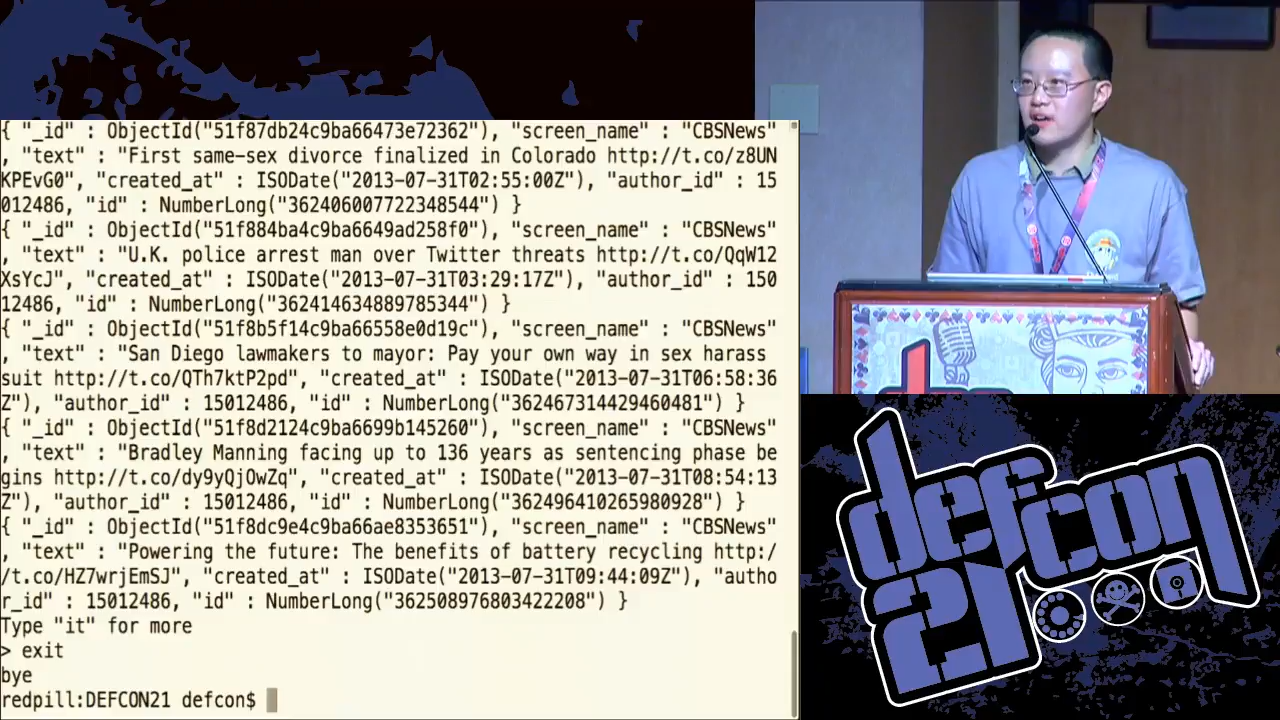 { "_id" : ObjectId("51f87db24c9ba66473e72362"), "screen_name" : "CBSNews"
, "text" : "First same-sex divorce finalized in Colorado http://t.co/z8UN
KPEvG0", "created_at" : ISODate("2013-07-31T02:55:00Z"), "author_id" : 15
012486, "id" : NumberLong("362406007722348544") }
{ "_id" : ObjectId("51f884ba4c9ba6649ad258f0"), "screen_name" : "CBSNews"
, "text" : "U.K. police arrest man over Twitter threats http://t.co/QqW12
XsYcJ", "created_at" : ISODate("2013-07-31T03:29:17Z"), "author_id" : 150
12486, "id" : NumberLong("362414634889785344") }
{ "_id" : ObjectId("51f8b5f14c9ba66558e0d19c"), "screen_name" : "CBSNews"
, "text" : "San Diego lawmakers to mayor: Pay your own way in sex harass
suit http://t.co/QTh7ktP2pd", "created_at" : ISODate("2013-07-31T06:58:36
Z"), "author_id" : 15012486, "id" : NumberLong("362467314429460481") }
{ "_id" : ObjectId("51f8d2124c9ba6699b145260"), "screen_name" : "CBSNews"
, "text" : "Bradley Manning facing up to 136 years as sentencing phase be
gins http://t.co/dy9yQjOwZq", "created_at" : ISODate("2013-07-31T08:54:13
Z"), "author_id" : 15012486, "id" : NumberLong("362496410265980928") }
{ "_id" : ObjectId("51f8dc9e4c9ba66ae8353651"), "screen_name" : "CBSNews"
, "text" : "Powering the future: The benefits of battery recycling http:/
/t.co/HZ7wrjEmSJ", "created_at" : ISODate("2013-07-31T09:44:09Z"), "autho
r_id" : 15012486, "id" : NumberLong("362508976803422208") }
Type "it" for more
> exit
bye
redpill:DEFCON21 defcon$
defcon
21